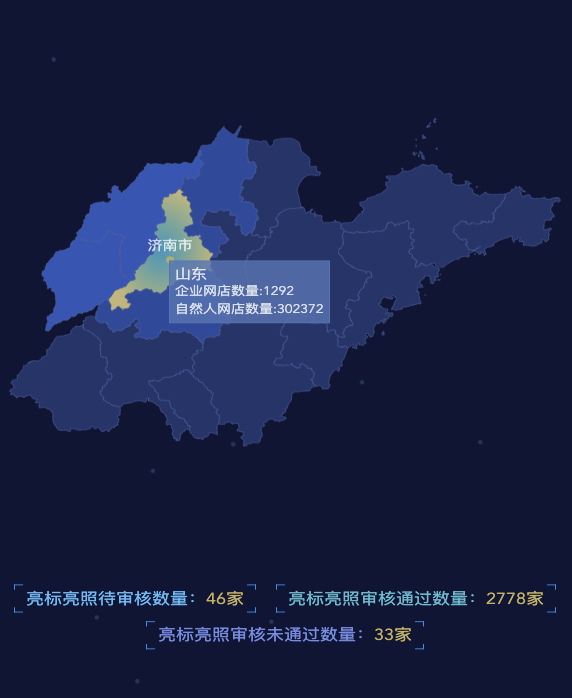 济南市
山东
企业网店数量:1292
自然人网店数量:302372
亮标亮照待审核数量：46家
亮标亮照审核通过数量：2778家
亮标亮照审核未通过数量：33家